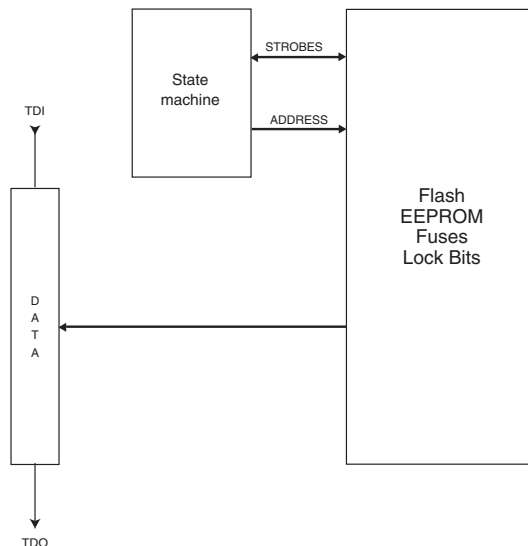 STROBES
State
machine
ADDRESS
TDI
Flash
EEPROM
Fuses
Lock Bits
D
A
T
A
TDO